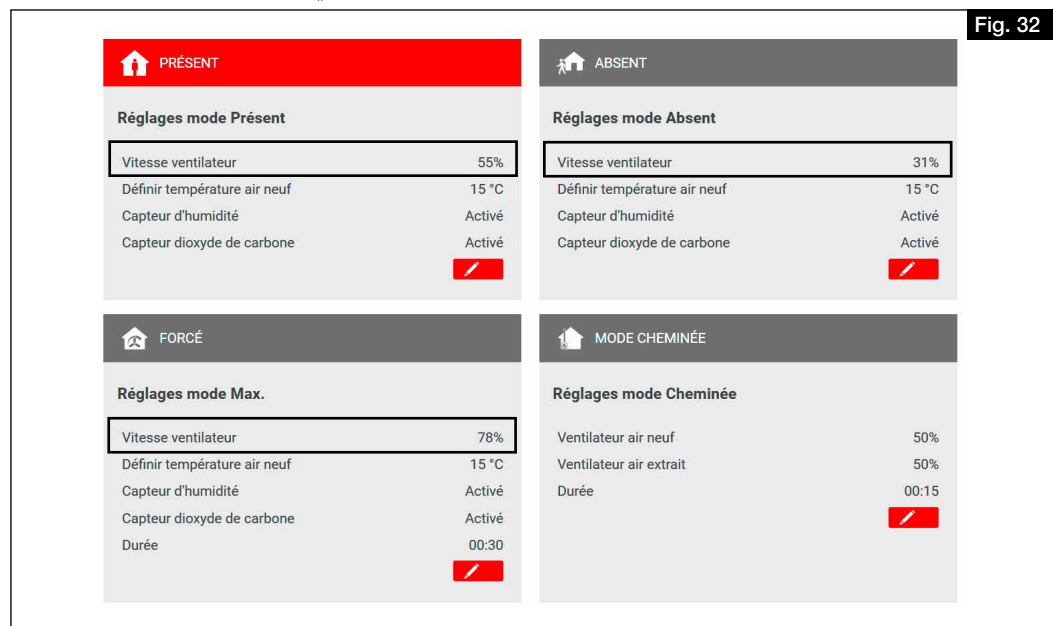 Fig. 32
PRÉSENT
Réglages mode Présent
Vitesse ventilateur 55%
Définir température air neuf 15 °C
Capteur d'humidité Activé
Capteur dioxyde de carbone Activé
ABSENT
Réglages mode Absent
Vitesse ventilateur 31%
Définir température air neuf 15 °C
Capteur d'humidité Activé
Capteur dioxyde de carbone Activé
FORCÉ
Réglages mode Max.
Vitesse ventilateur 78%
Définir température air neuf 15 °C
Capteur d'humidité Activé
Capteur dioxyde de carbone Activé
Durée 00:30
MODE CHEMINÉE
Réglages mode Cheminée
Ventilateur air neuf 50%
Ventilateur air extrait 50%
Durée 00:15